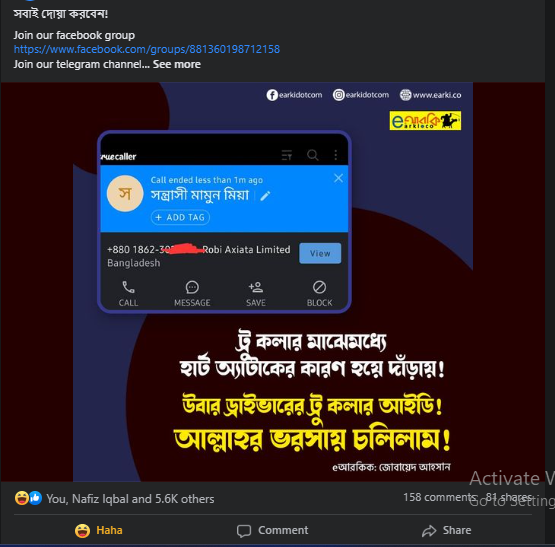 সবাই দোয়া করবেন!
Join our facebook group
https://www.facebook.com/groups/881360198712158
Join our telegram channel... See more
earkidotcom earkidotcom www.earki.co
eআরকি
earkieco
truecaller
Call ended less than 1m ago
স সন্ত্রাসী মামুন মিয়া
+ ADD TAG
+880 1862-30 Robi Axiata Limited View
Bangladesh
CALL MESSAGE SAVE BLOCK
ট্রু কলার মাঝেমধ্যে
হার্ট অ্যাটাকের কারণ হয়ে দাঁড়ায়!
উবার ড্রাইভারের ট্রু কলার আইডি!
আল্লাহর ভরসায় চলিলাম!
eআরকিক: জোবায়েদ আহসান
Activate W
You, Nafiz Iqbal and 5.6K others 158 comments 81 shares
Go to Setting
Haha Comment Share